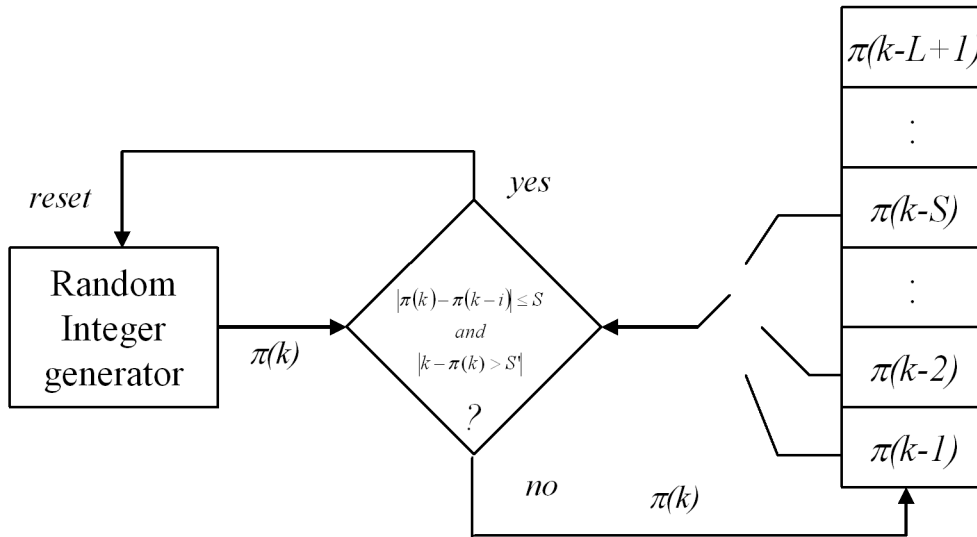 π(k-L+1)
:
yes
reset
π(k-S)
Random
Integer
generator
|π(k)−π(k−i)|≤S
and
|k−π(k)>S'|
?
π(k)
:
π(k-2)
π(k-1)
no
π(k)